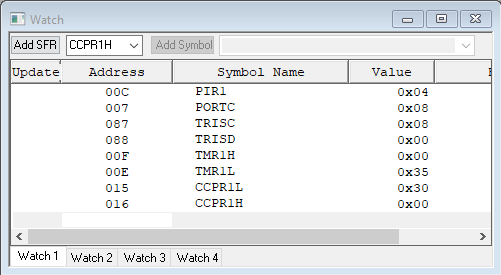 Watch
Add SFR CCPR1H Add Symbol
Update Address Symbol Name Value
00C PIR1 0x04
007 PORTC 0x08
087 TRISC 0x08
088 TRISD 0x00
00F TMR1H 0x00
00E TMR1L 0x35
015 CCPR1L 0x30
016 CCPR1H 0x00
Watch 1 Watch 2 Watch 3 Watch 4